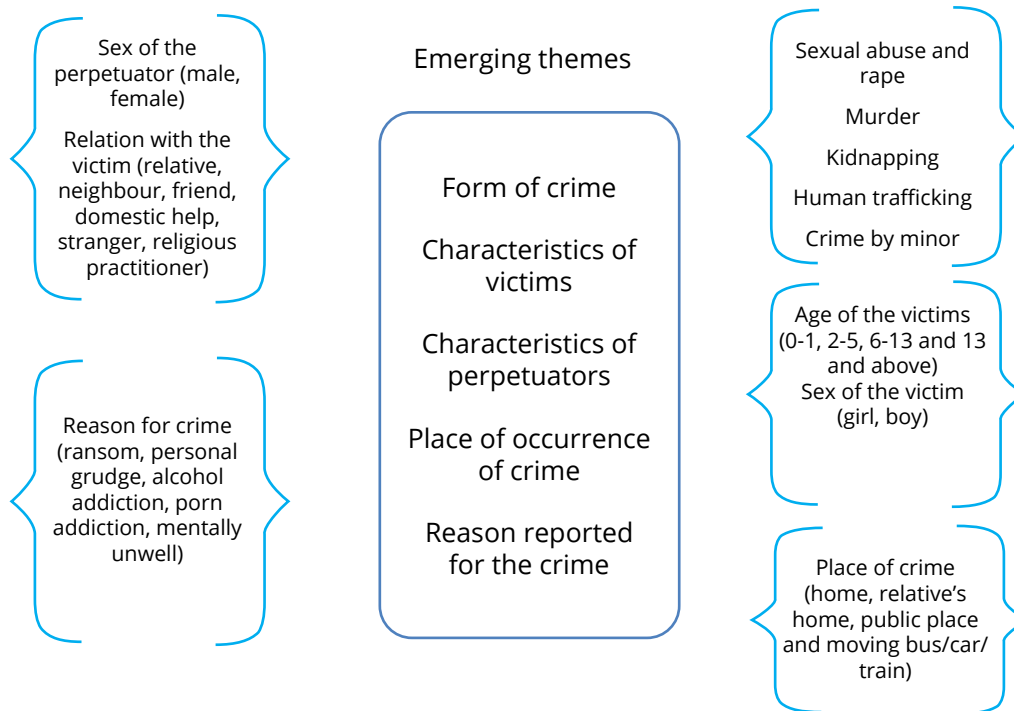 Sex of the
perpetuator (male,
female)
Relation with the
victim (relative,
neighbour, friend,
domestic help,
stranger, religious
practitioner)
Reason for crime
(ransom, personal
grudge, alcohol
addiction, porn
addiction, mentally
unwell)
Emerging themes
Form of crime
Characteristics of
victims
Characteristics of
perpetuators
Place of occurrence
of crime
Reason reported
for the crime
Sexual abuse and
rape
Murder
Kidnapping
Human trafficking
Crime by minor
Age of the victims
(0-1, 2-5, 6-13 and 13
and above)
Sex of the victim
(girl, boy)
Place of crime
(home, relative’s
home, public place
and moving bus/car/
train)